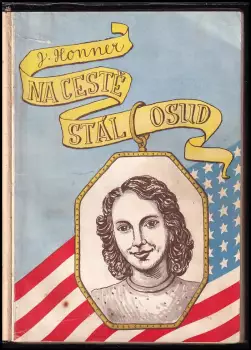 J. Honner
NA CESTĚ
STÁL OSUD